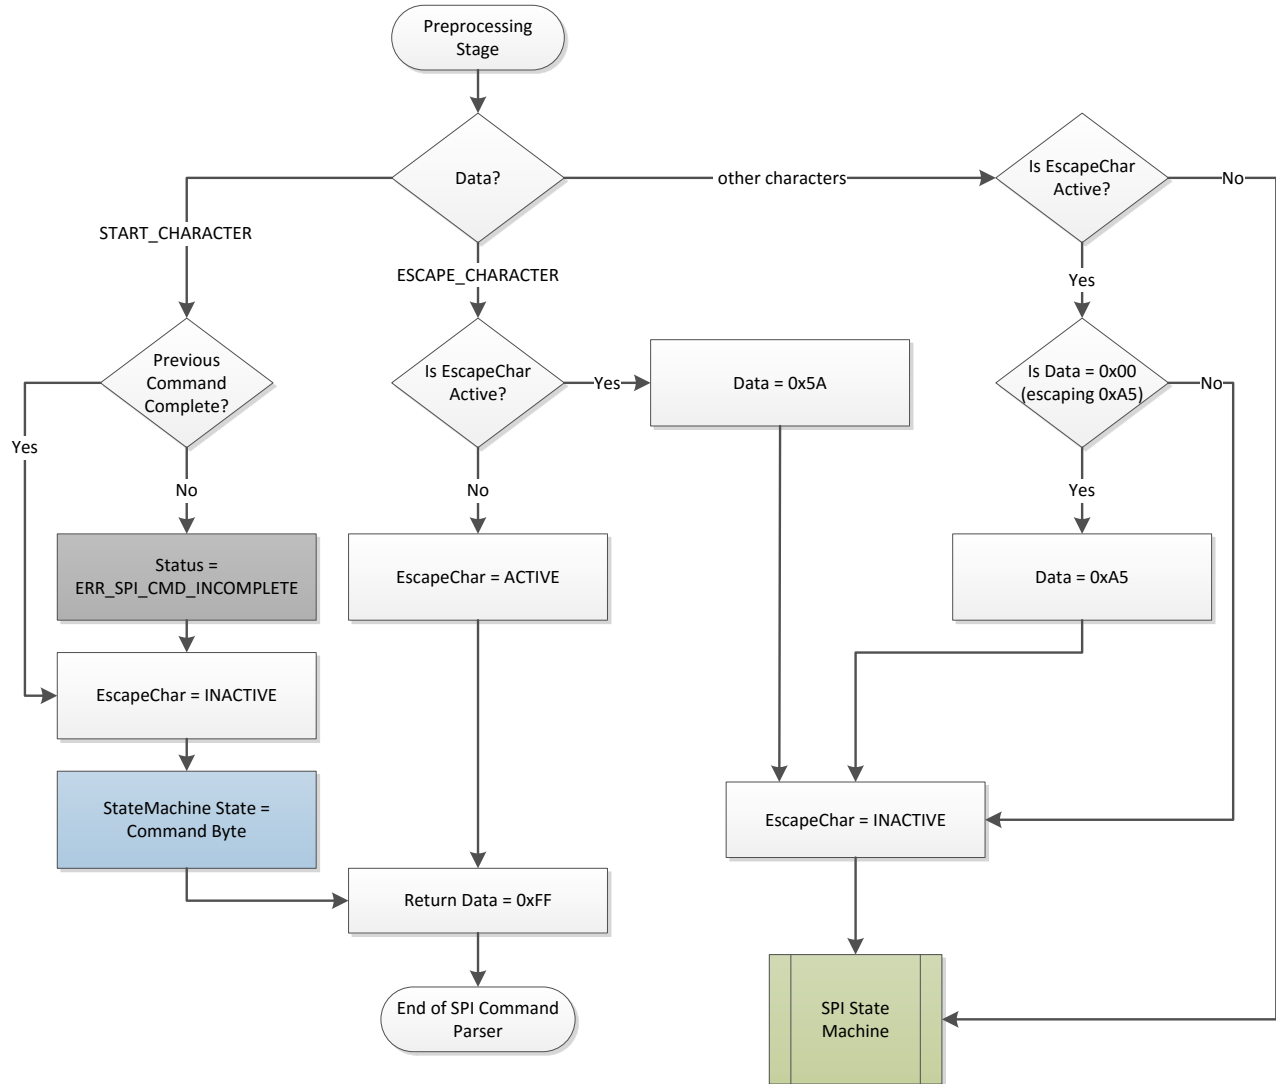 Preprocessing
Stage
Data?
other characters
Is EscapeChar
Active?
No
START_CHARACTER
ESCAPE_CHARACTER
Yes
Previous
Command
Complete?
Is EscapeChar
Active?
Yes
Data = 0x5A
Is Data = 0x00
(escaping 0xA5)
No
Yes
No
No
Yes
Status =
ERR_SPI_CMD_INCOMPLETE
EscapeChar = ACTIVE
Data = 0xA5
EscapeChar = INACTIVE
StateMachine State =
Command Byte
EscapeChar = INACTIVE
Return Data = 0xFF
End of SPI Command
Parser
SPI State
Machine